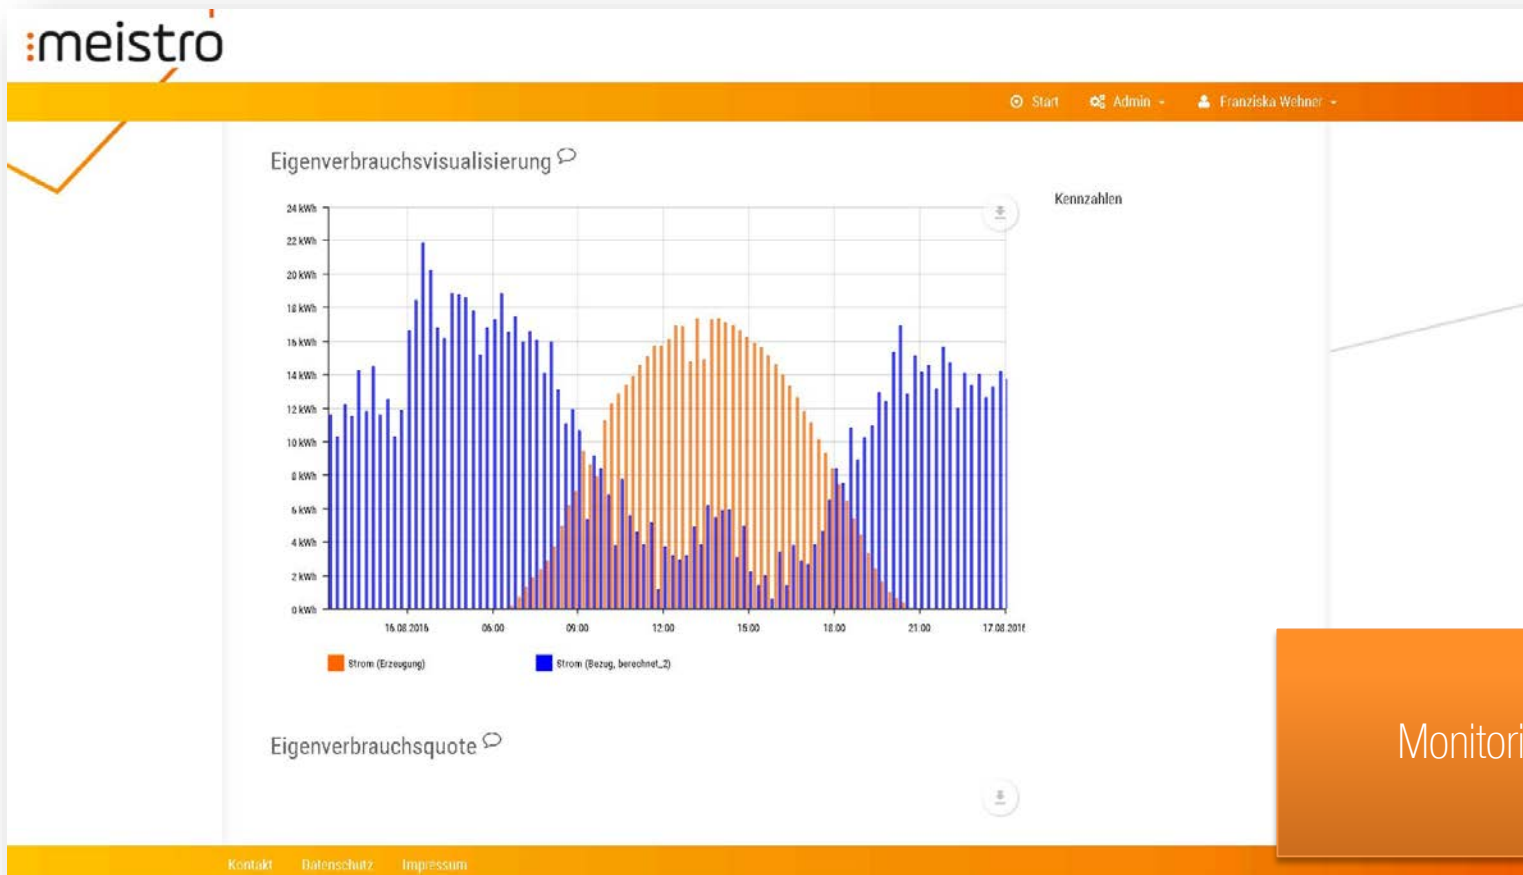 :meistro
Start Admin Franziska Wehner
Eigenverbrauchsvisualisierung
Kennzahlen
24 kWh
22 kWh
20 kWh
18 kWh
16 kWh
14 kWh
12 kWh
10 kWh
8 kWh
6 kWh
4 kWh
2 kWh
0 kWh
16.08.2016 06:00 09:00 12:00 15:00 18:00 21:00 17.08.201
Strom (Erzeugung) Strom (Bezug, berechnet_2)
Eigenverbrauchsquote
Monitori
Kontakt Datenschutz Impressum